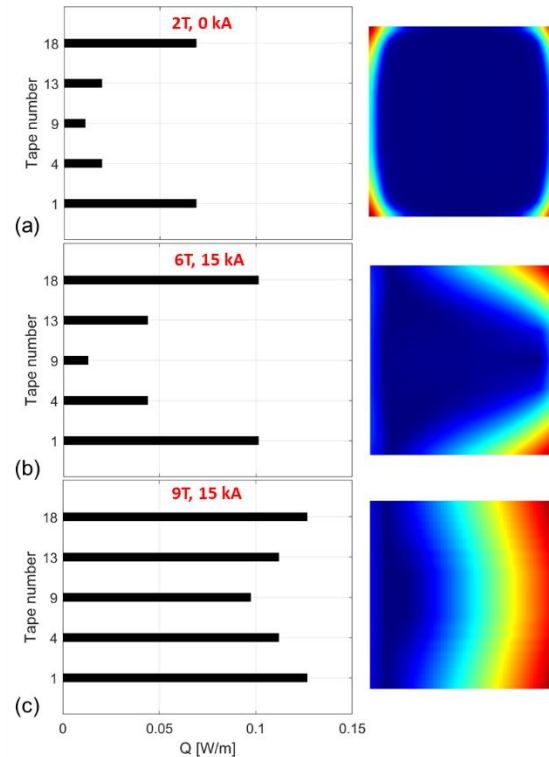 2T, 0 kA
Tape number
18
13
9
4
1
(a)
6T, 15 kA
Tape number
18
13
9
4
1
(b)
9T, 15 kA
Tape number
18
13
9
4
1
(c)
0 0.05 0.1 0.15
Q [W/m]